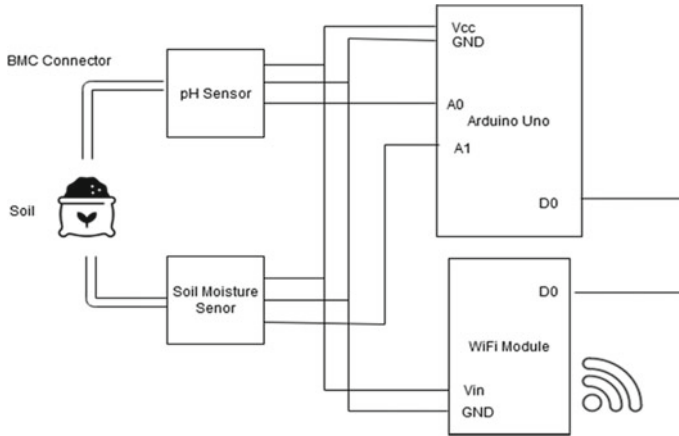 BMC Connector
pH Sensor
Vcc
GND
A0
Arduino Uno
A1
D0
Soil
Soil Moisture
Senor
D0
WiFi Module
Vin
GND